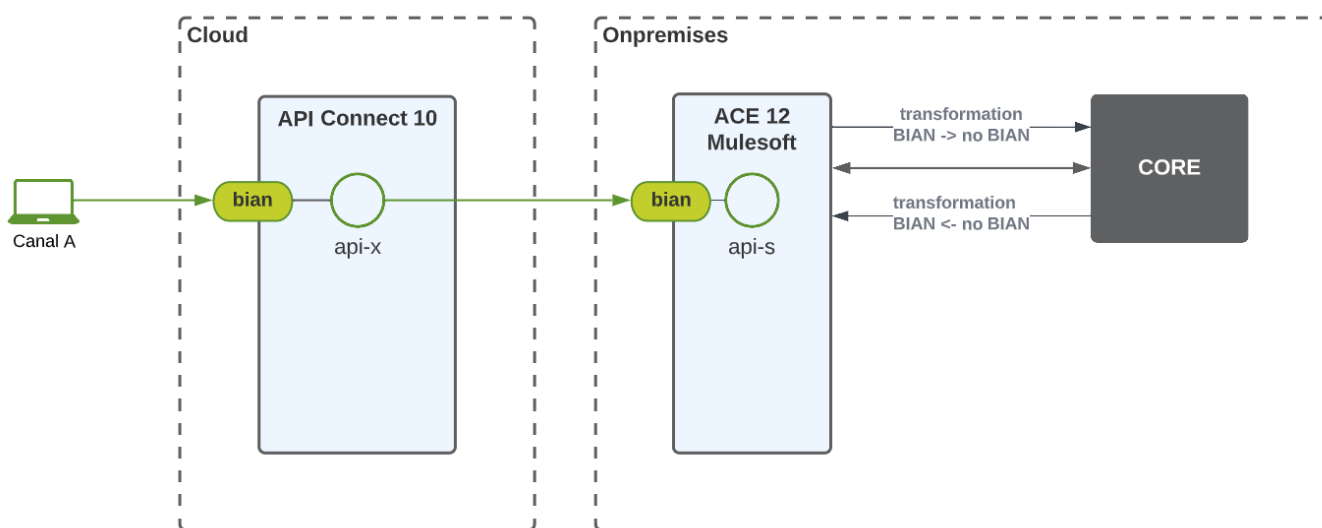 Cloud
Onpremises
API Connect 10
ACE 12
Mulesoft
transformation
BIAN -> no BIAN
CORE
bian
bian
transformation
BIAN <- no BIAN
Canal A
api-x
api-s